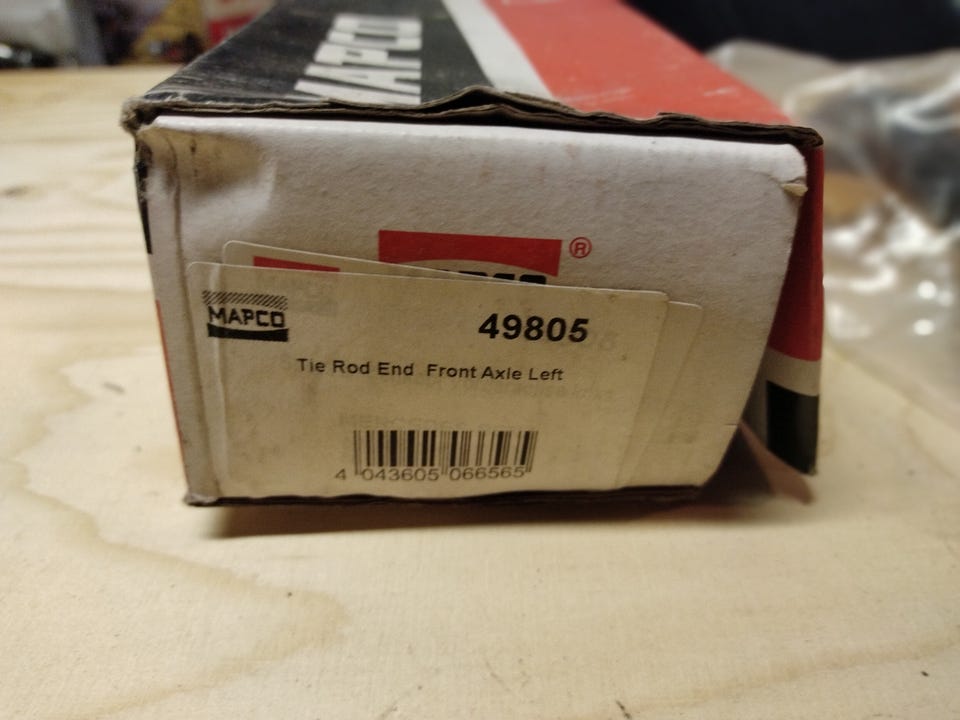 MAPCO
®
MAPCO
49805
Tie Rod End Front Axle Left
4 043605 066565